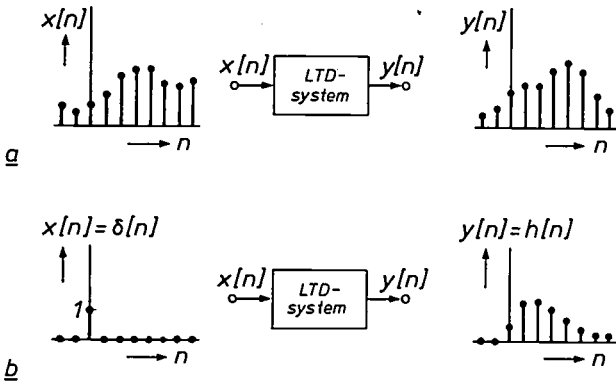 x[n]
x[n]
LTD-
system
y[n]
y[n]
n
n
a
x[n] = δ[n]
1
x[n]
LTD-
system
y[n]
y[n] = h[n]
n
n
b